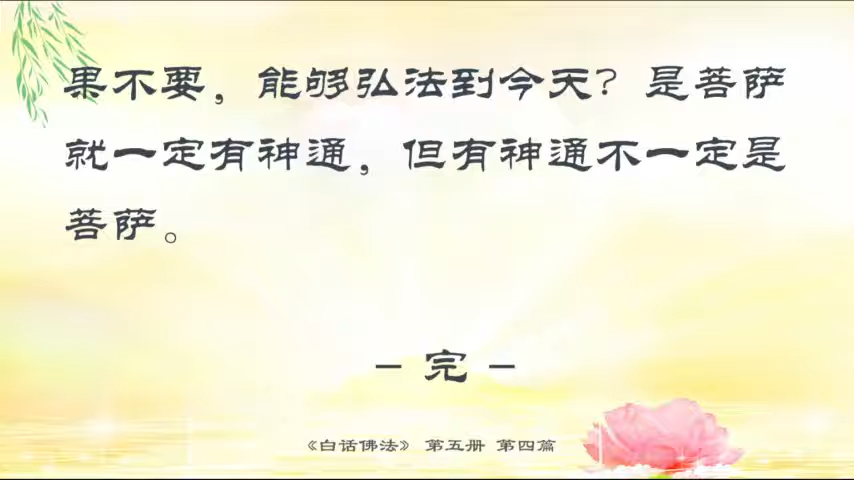 果不要，能够弘法到今天？是菩萨
就一定有神通，但有神通不一定是
菩萨。
– 完 –
《白话佛法》 第五册 第四篇